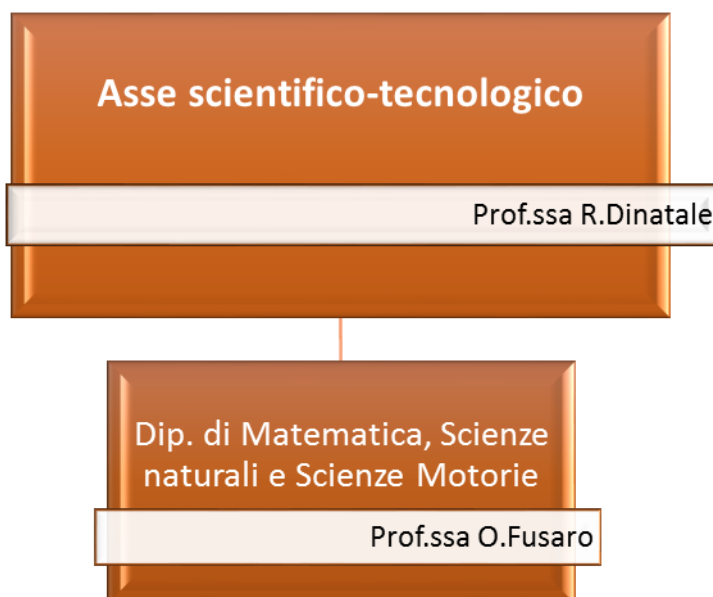 Asse scientifico-tecnologico
Prof.ssa R.Dinatale
Dip. di Matematica, Scienze
naturali e Scienze Motorie
Prof.ssa O.Fusaro